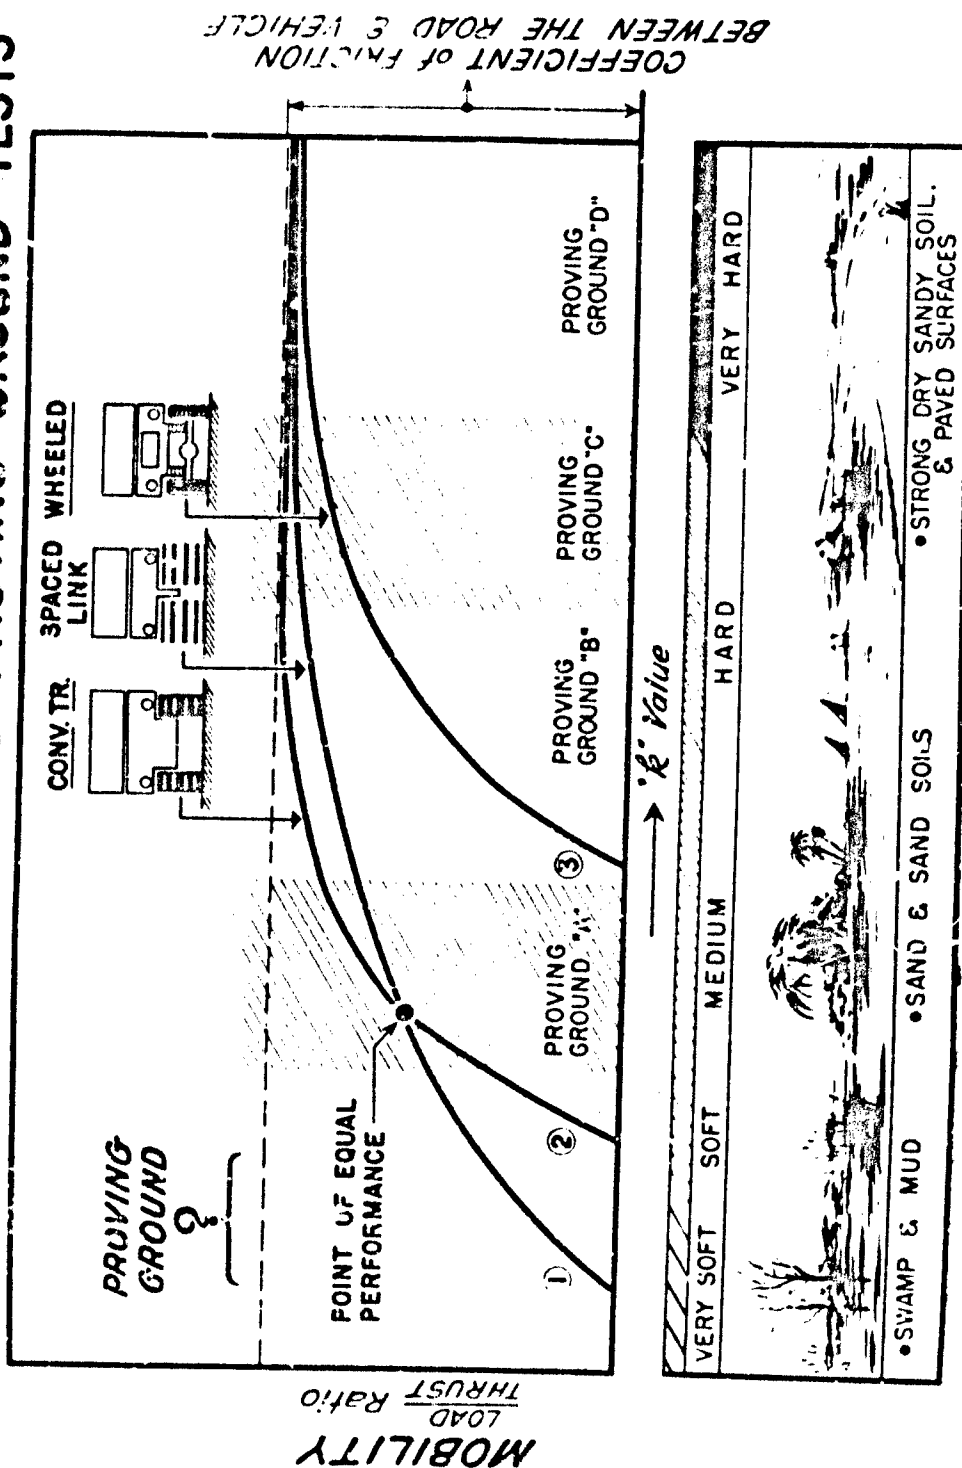 GROUND TESTS
WHEELED
3PACED
LINK
CONV. TR.
PROVING
GROUND
?
POINT OF EQUAL
PERFORMANCE
①
②
③
PROVING
GROUND "A"
PROVING
GROUND "B"
PROVING
GROUND "C"
PROVING
GROUND "D"
MOBILITY
LOAD
THRUST Ratio
COEFFICIENT of FRICTION
BETWEEN THE ROAD & VEHICLE
"k" Value
VERY SOFT SOFT MEDIUM HARD VERY HARD
•SWAMP & MUD
•SAND & SAND SOILS
•STRONG DRY SANDY SOIL.
& PAVED SURFACES